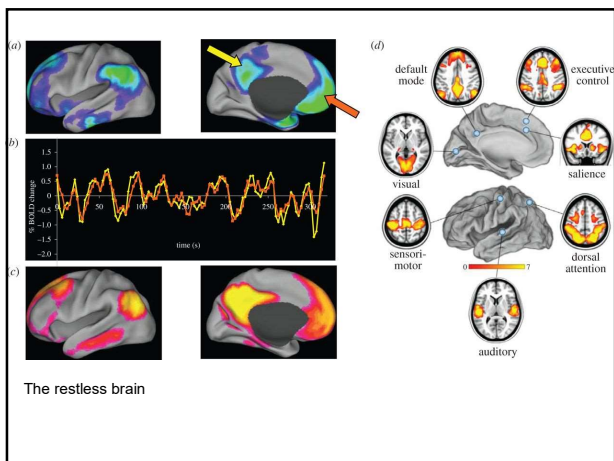 (a)
(b)
% BOLD change
1.5
1.0
0.5
0
−0.5
−1.0
−1.5
−2.0
50
100
150
200
250
300
time (s)
(c)
(d)
default
mode
executive
control
visual
salience
sensori-
motor
0
7
dorsal
attention
auditory
The restless brain